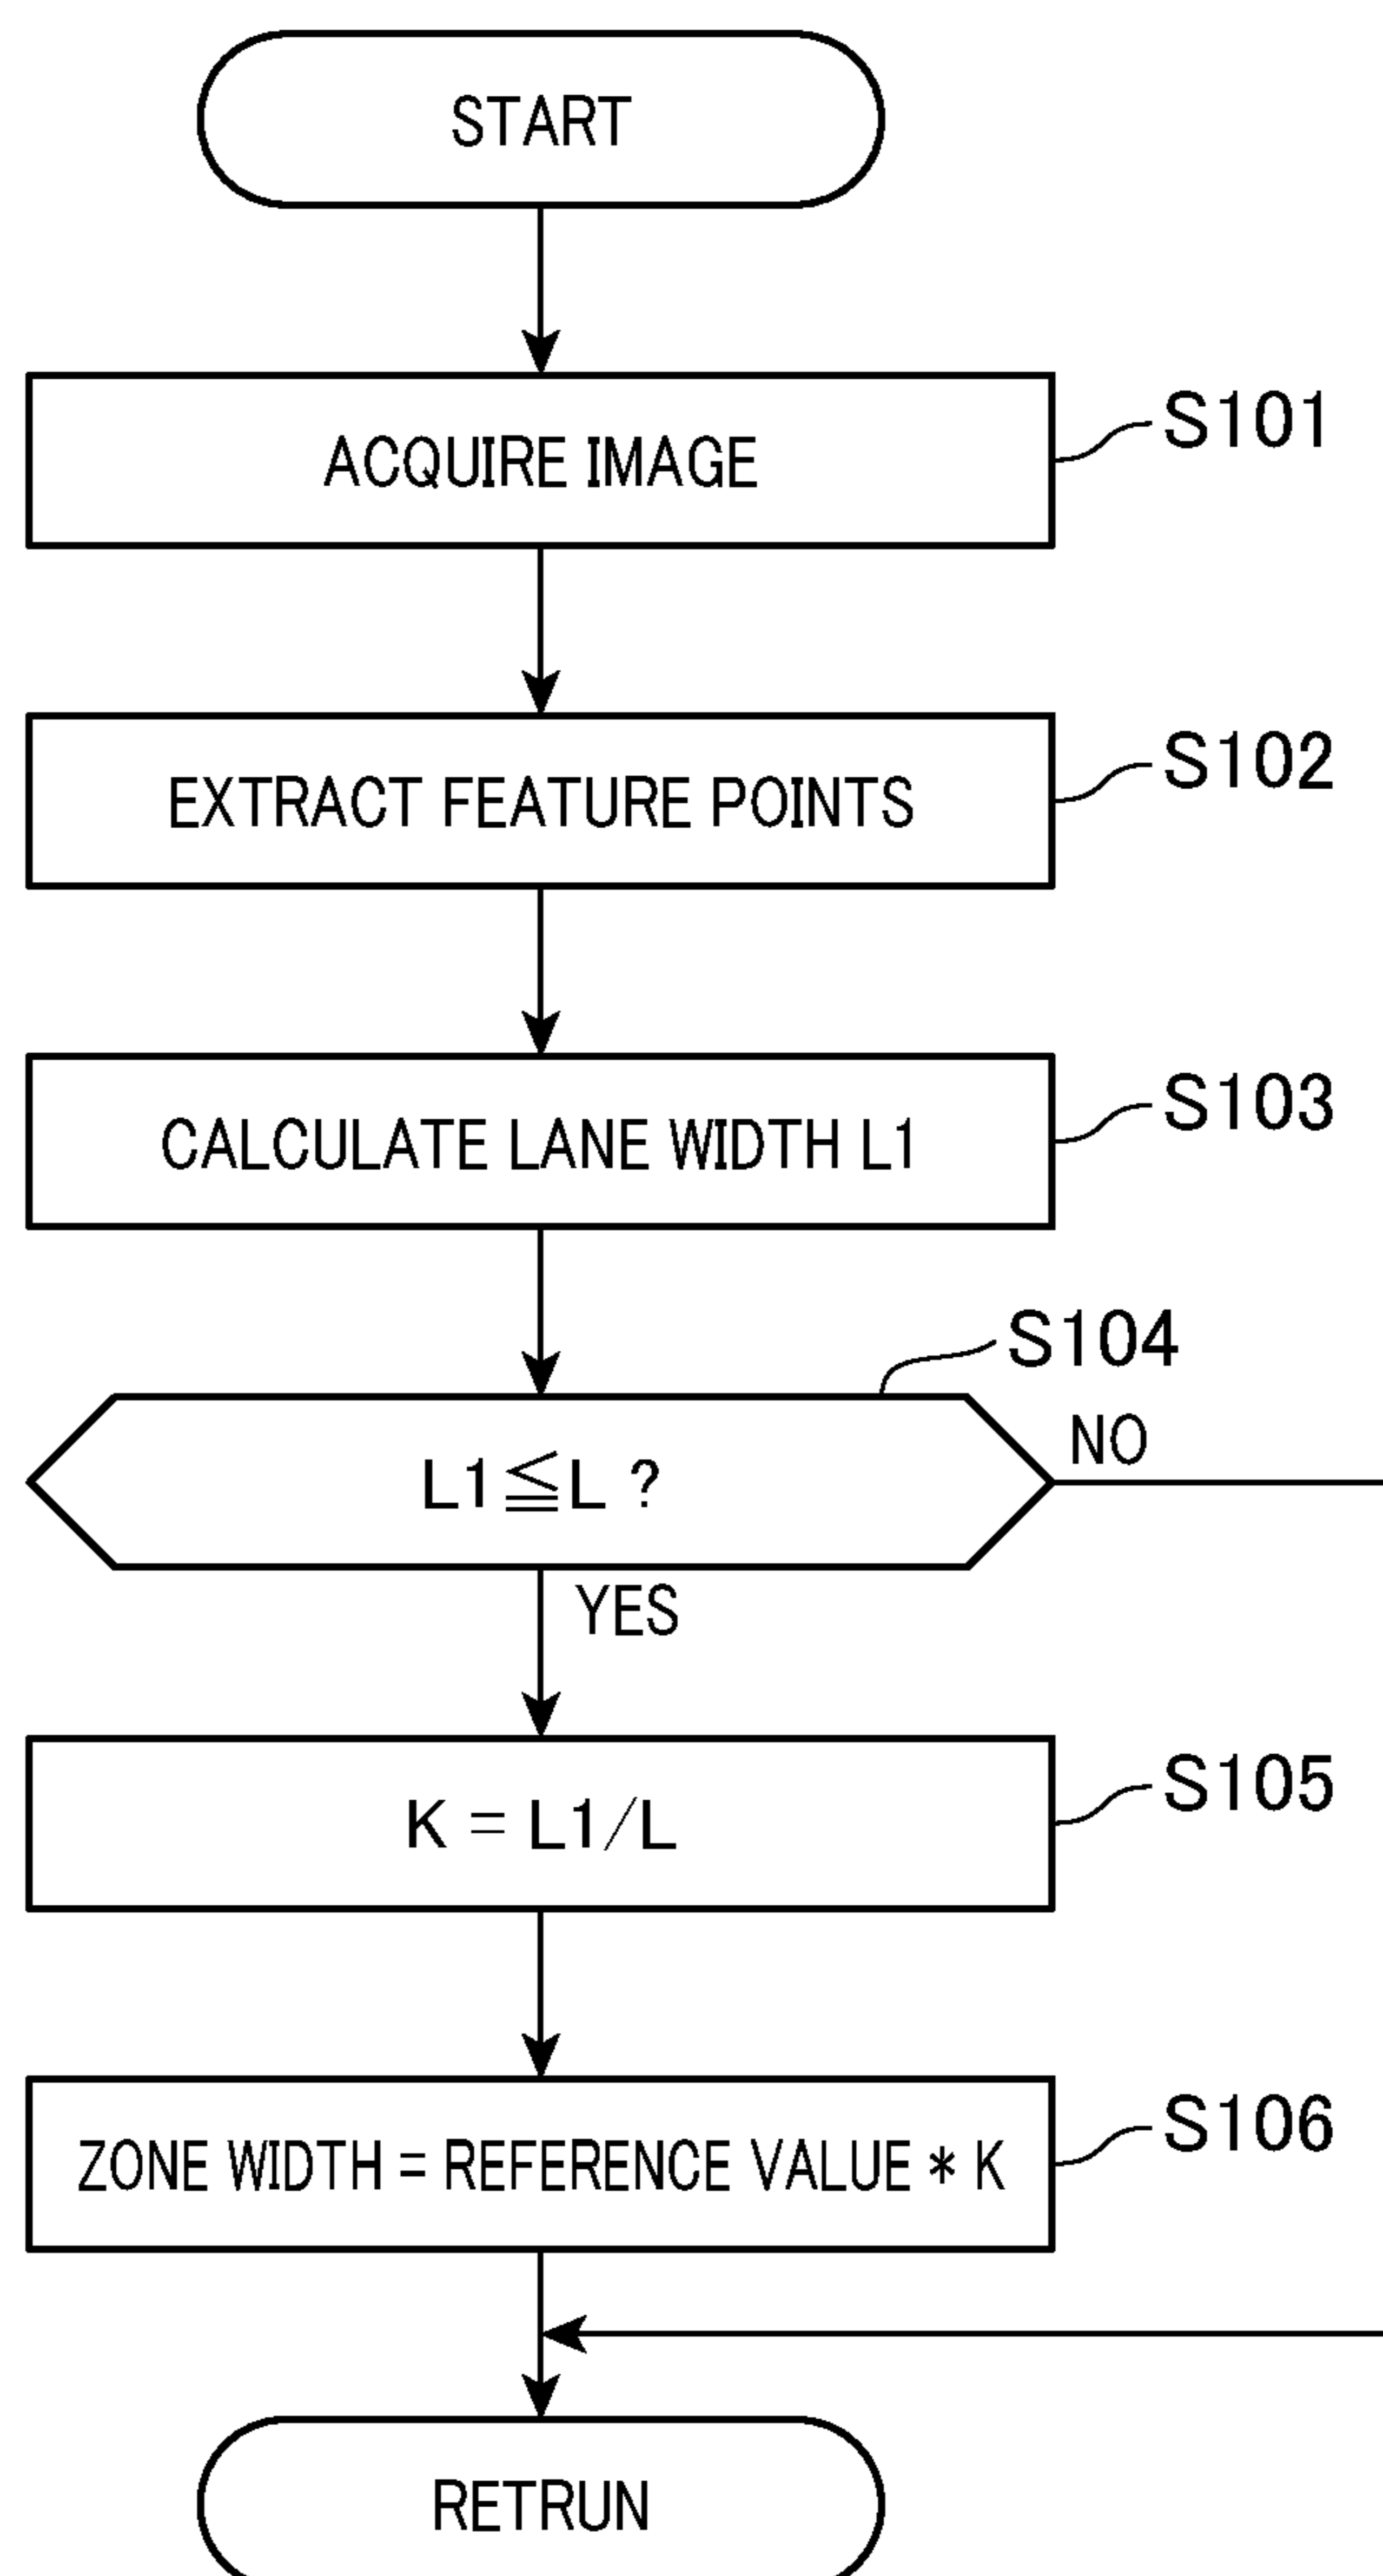 START
ACQUIRE IMAGE
S101
EXTRACT FEATURE POINTS
S102
CALCULATE LANE WIDTH L1
S103
S104
L1≦L ?
NO
YES
K = L1/L
S105
ZONE WIDTH = REFERENCE VALUE * K
S106
RETRUN